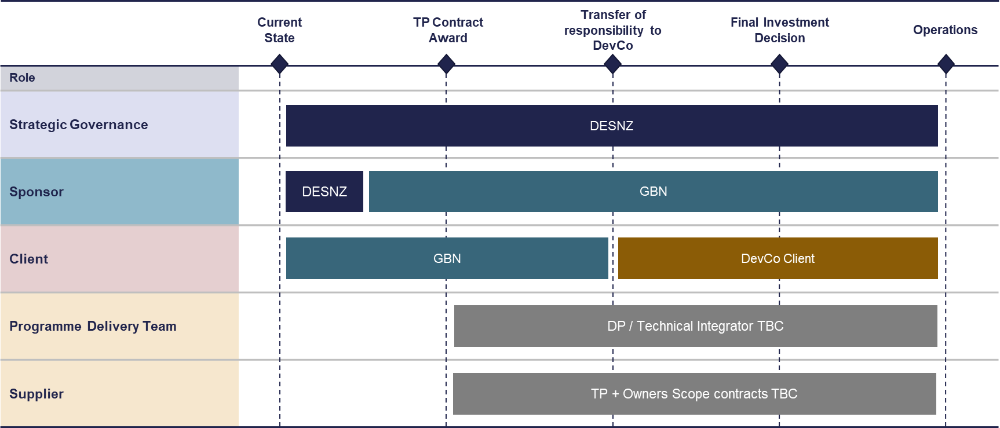 Current
State
TP Contract
Award
Transfer of
responsibility to
DevCo
Final Investment
Decision
Operations
Role
Strategic Governance
DESNZ
Sponsor
DESNZ
GBN
Client
GBN
DevCo Client
Programme Delivery Team
DP / Technical Integrator TBC
Supplier
TP + Owners Scope contracts TBC